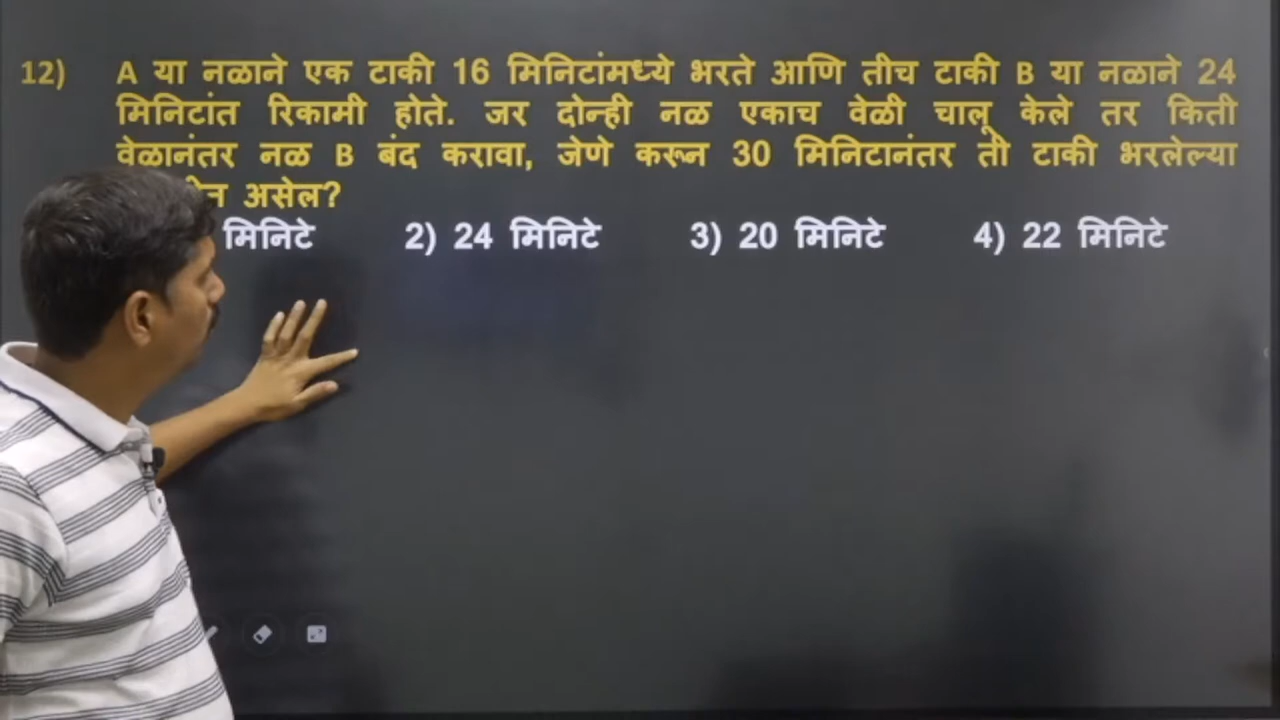 12) A या नळाने एक टाकी 16 मिनिटांमध्ये भरते आणि तीच टाकी B या नळाने 24
मिनिटांत रिकामी होते. जर दोन्ही नळ एकाच वेळी चालू केले तर किती
वेळानंतर नळ B बंद करावा, जेणे करून 30 मिनिटानंतर ती टाकी भरलेल्या
असेल?
मिनिटे 2) 24 मिनिटे 3) 20 मिनिटे 4) 22 मिनिटे